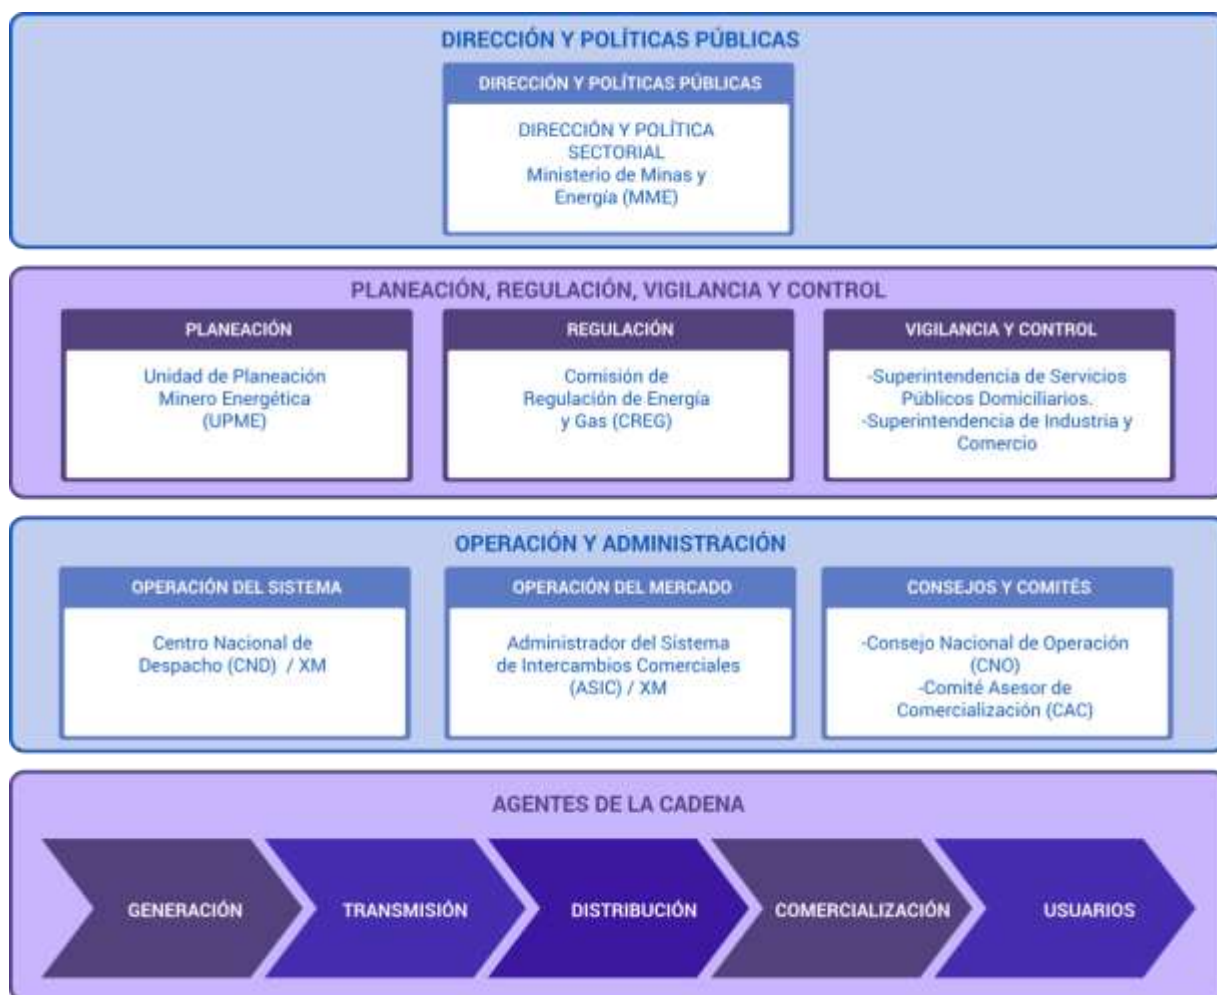 DIRECCIÓN Y POLÍTICAS PÚBLICAS
DIRECCIÓN Y POLÍTICAS PÚBLICAS
DIRECCIÓN Y POLÍTICA
SECTORIAL
Ministerio de Minas y
Energía (MME)
PLANEACIÓN, REGULACIÓN, VIGILANCIA Y CONTROL
PLANEACIÓN
Unidad de Planeación
Minero Energética
(UPME)
REGULACIÓN
Comisión de
Regulación de Energía
y Gas (CREG)
VIGILANCIA Y CONTROL
-Superintendencia de Servicios
Públicos Domiciliarios.
-Superintendencia de Industria y
Comercio
OPERACIÓN Y ADMINISTRACIÓN
OPERACIÓN DEL SISTEMA
Centro Nacional de
Despacho (CND) / XM
OPERACIÓN DEL MERCADO
Administrador del Sistema
de Intercambios Comerciales
(ASIC) / XM
CONSEJOS Y COMITÉS
-Consejo Nacional de Operación
(CNO)
-Comité Asesor de
Comercialización (CAC)
AGENTES DE LA CADENA
GENERACIÓN
TRANSMISIÓN
DISTRIBUCIÓN
COMERCIALIZACIÓN
USUARIOS